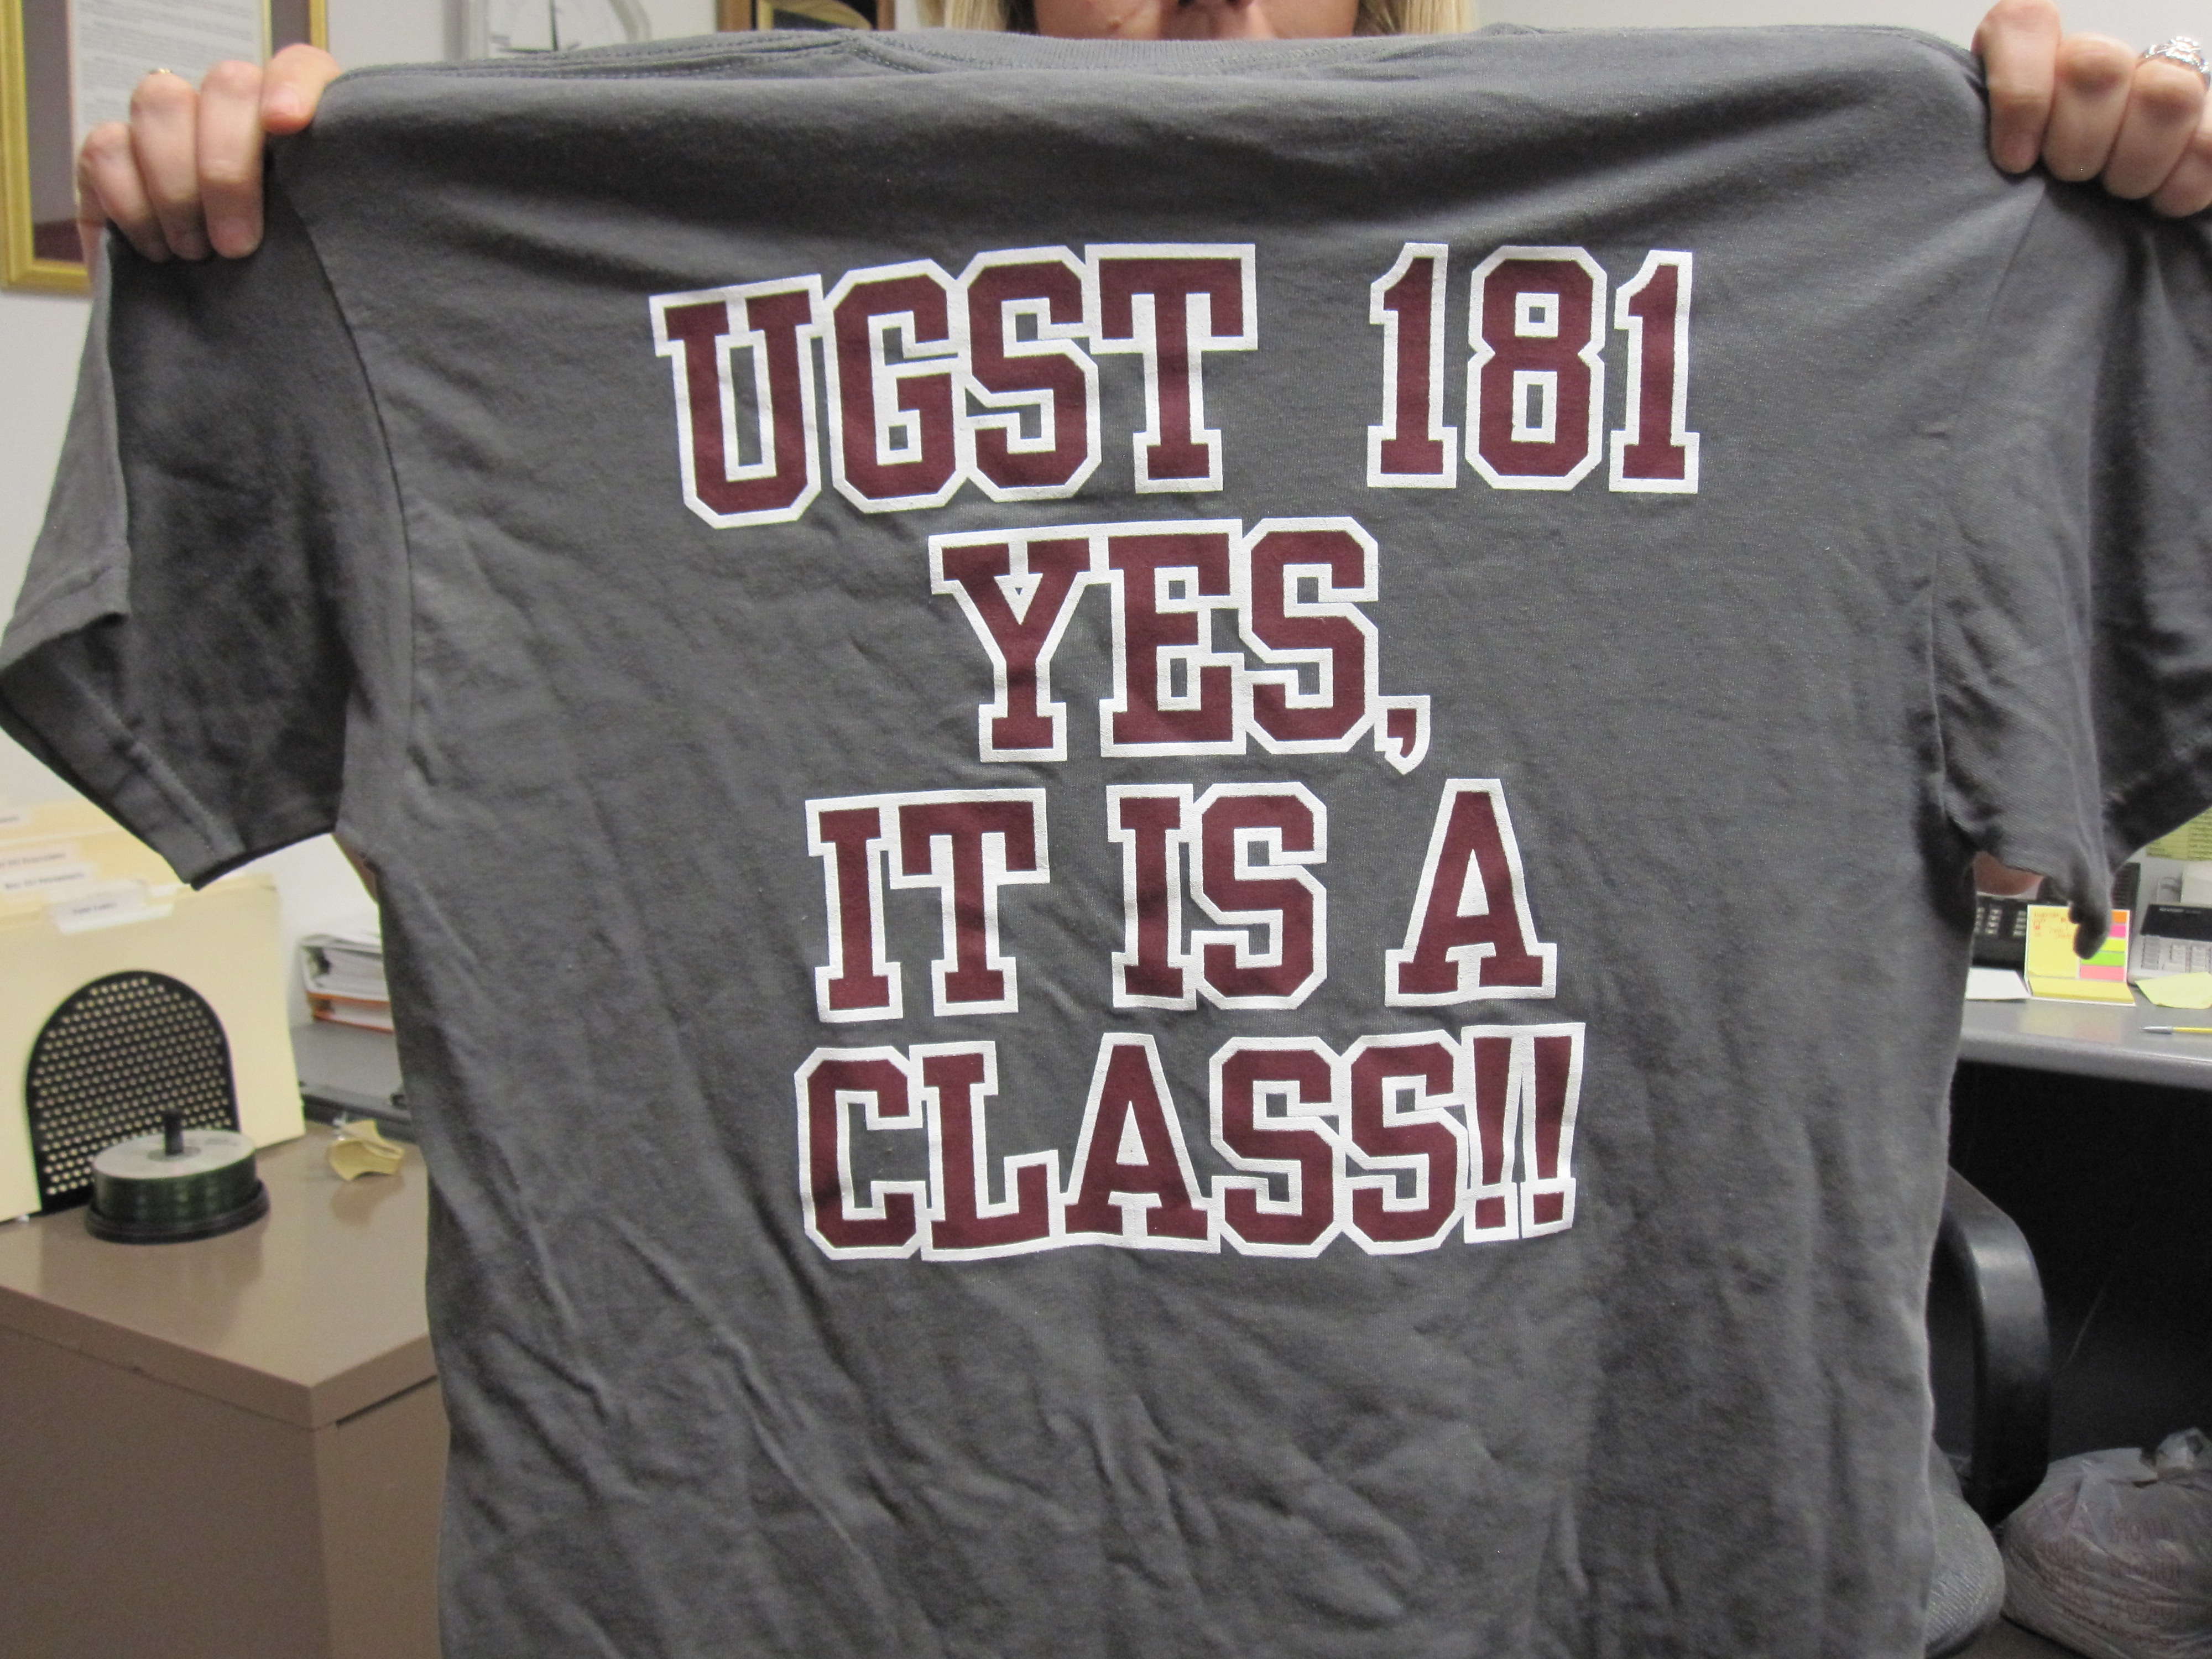 UGST 181
YES,
IT IS A
CLASS!!